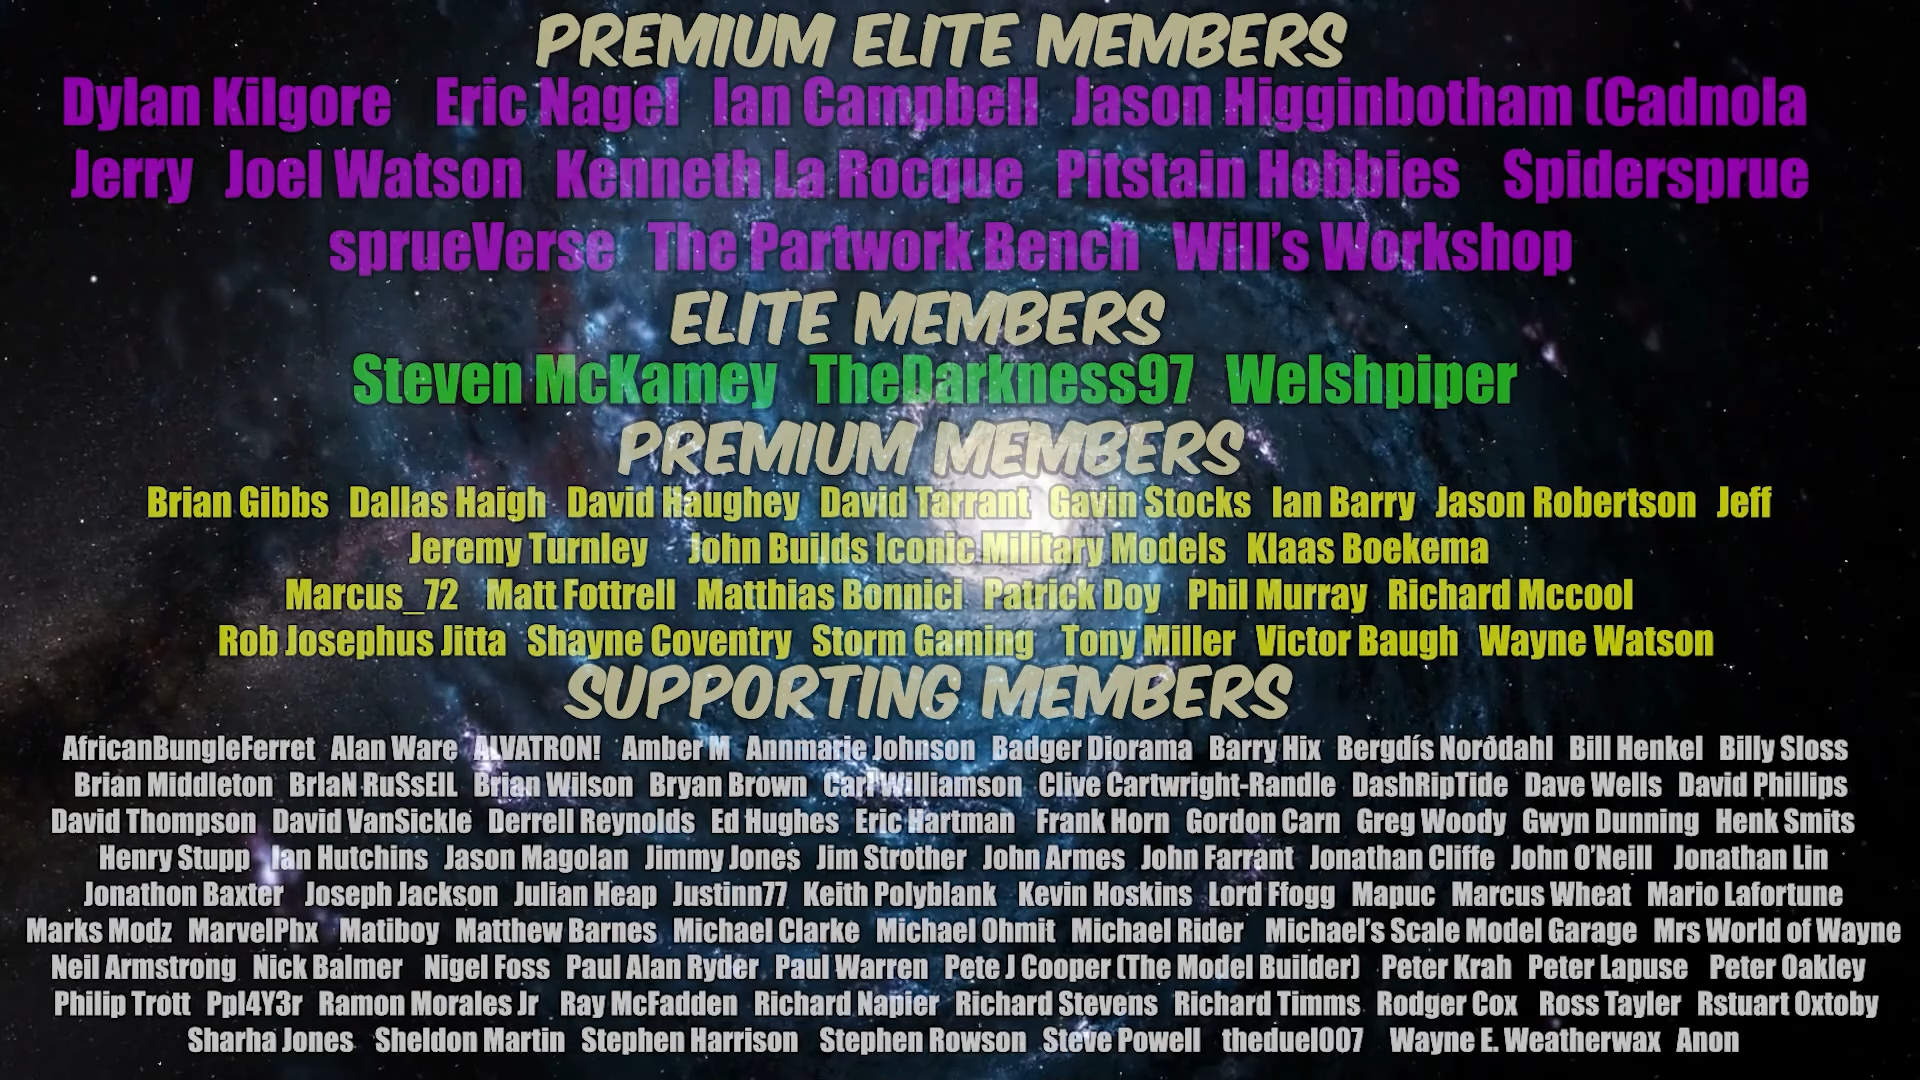 PREMIUM ELITE MEMBERS
Dylan Kilgore Eric Nagel Ian Campbell Jason Higginbotham (Cadnola
Jerry Joel Watson Kenneth La Rocque Pitstain Hobbies Spidersprue
sprueVerse The Partwork Bench Will's Workshop
ELITE MEMBERS
Steven McKamey TheDarkness97 Welshpiper
PREMIUM MEMBERS
Brian Gibbs Dallas Haigh David Haughey David Tarrant Gavin Stocks Ian Barry Jason Robertson Jeff
Jeremy Turnley John Builds Iconic Military Models Klaas Boekema
Marcus_72 Matt Fottrell Matthias Bonnici Patrick Doy Phil Murray Richard Mccool
Rob Josephus Jitta Shayne Coventry Storm Gaming Tony Miller Victor Baugh Wayne Watson
SUPPORTING MEMBERS
AfricanBungleFerret Alan Ware ALVATRON! Amber M Annmarie Johnson Badger Diorama Barry Hix Bergdís Norðdahl Bill Henkel Billy Sloss
Brian Middleton BrIaN RuSsElL Brian Wilson Bryan Brown Carl Williamson Clive Cartwright-Randle DashRipTide Dave Wells David Phillips
David Thompson David VanSickle Derrell Reynolds Ed Hughes Eric Hartman Frank Horn Gordon Carn Greg Woody Gwyn Dunning Henk Smits
Henry Stupp Ian Hutchins Jason Magolan Jimmy Jones Jim Strother John Armes John Farrant Jonathan Cliffe John O'Neill Jonathan Lin
Jonathon Baxter Joseph Jackson Julian Heap Justinn77 Keith Polyblank Kevin Hoskins Lord Ffogg Mapuc Marcus Wheat Mario Lafortune
Marks Modz MarvelPhx Matiboy Matthew Barnes Michael Clarke Michael Ohmit Michael Rider Michael's Scale Model Garage Mrs World of Wayne
Neil Armstrong Nick Balmer Nigel Foss Paul Alan Ryder Paul Warren Pete J Cooper (The Model Builder) Peter Krah Peter Lapuse Peter Oakley
Philip Trott Ppl4Y3r Ramon Morales Jr Ray McFadden Richard Napier Richard Stevens Richard Timms Rodger Cox Ross Tayler Rstuart Oxtoby
Sharha Jones Sheldon Martin Stephen Harrison Stephen Rowson Steve Powell theduel007 Wayne E. Weatherwax Anon